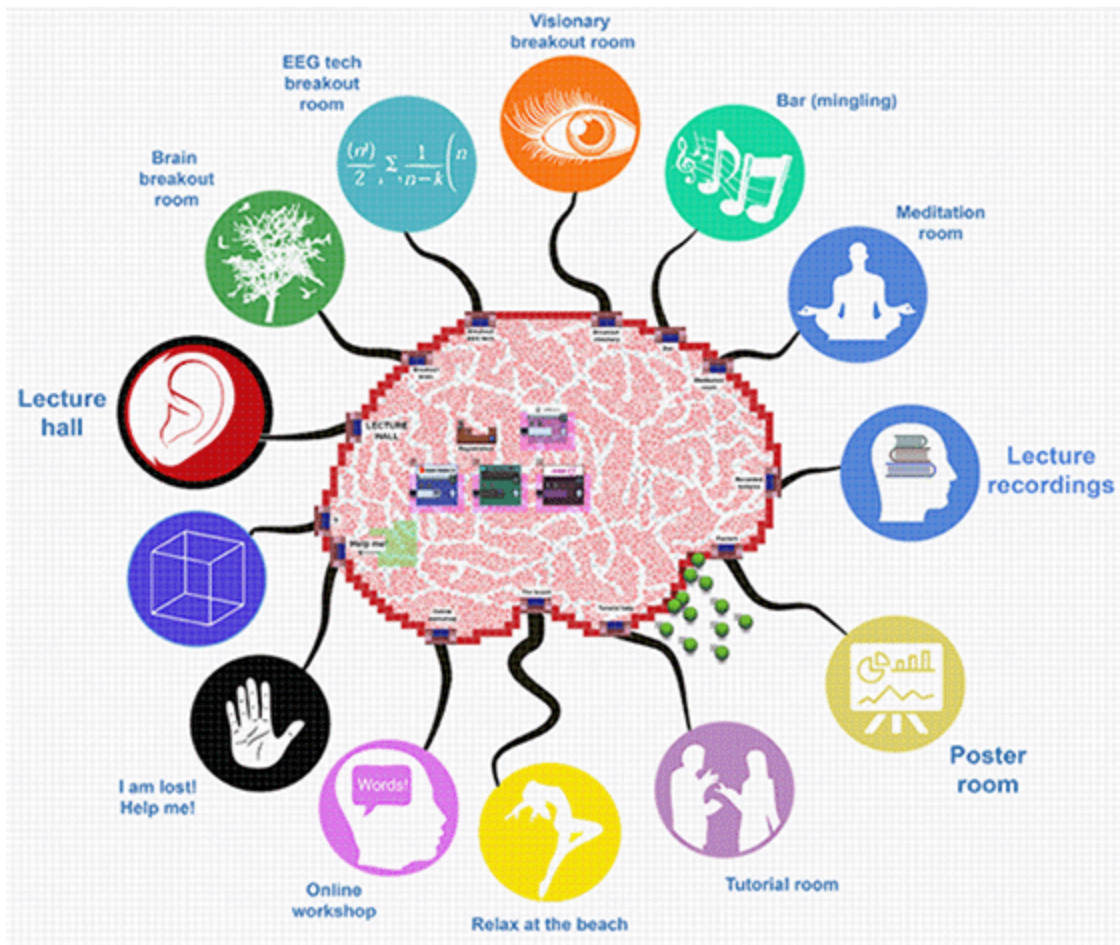 Visionary
breakout room
EEG tech
breakout
room
Bar (mingling)
Brain
breakout
room
Meditation
room
Lecture
hall
LECTURE
HALL
Lecture
recordings
Help me!
Words!
I am lost!
Help me!
Poster
room
Online
workshop
Relax at the beach
Tutorial room